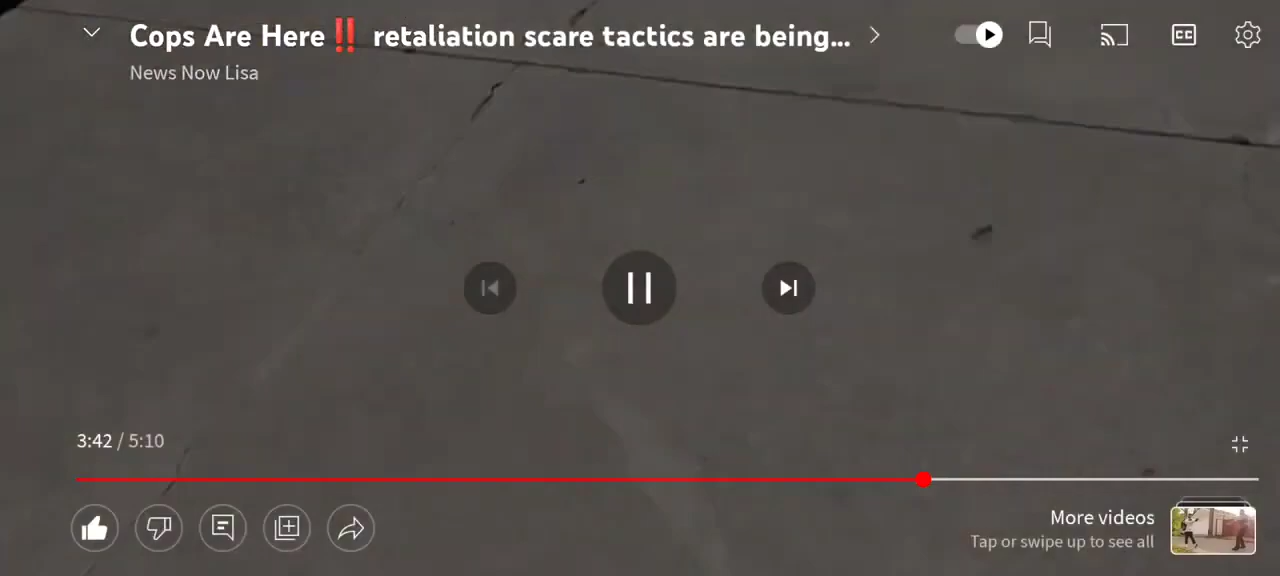 Cops Are Here‼️ retaliation scare tactics are being...
News Now Lisa
CC
3:42 / 5:10
More videos
Tap or swipe up to see all